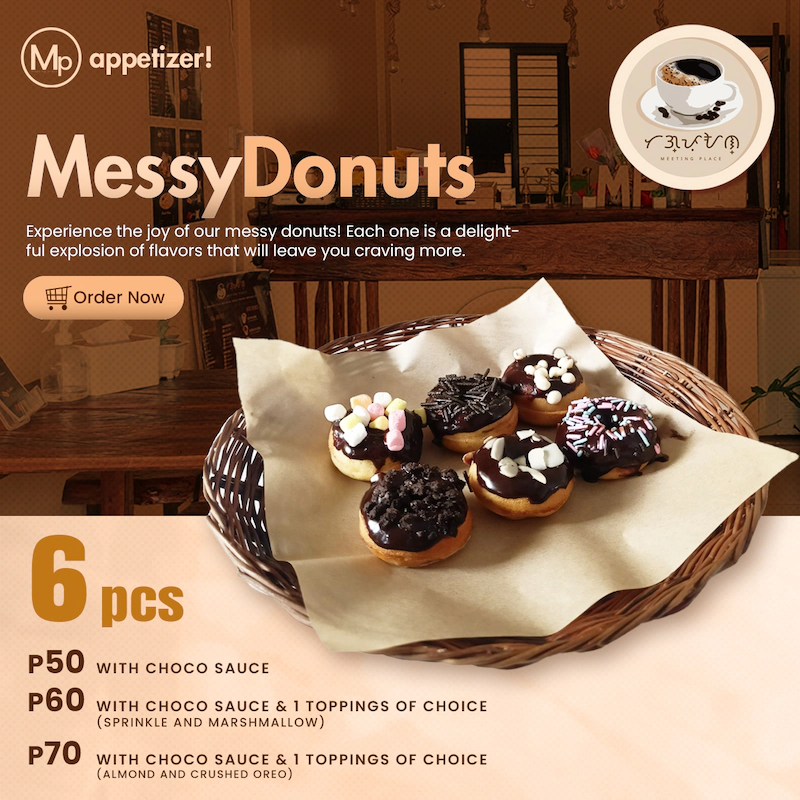 Mp appetizer!
MEETING PLACE
MessyDonuts
Experience the joy of our messy donuts! Each one is a delight-
ful explosion of flavors that will leave you craving more.
Order Now
6 pcs
P50 WITH CHOCO SAUCE
P60 WITH CHOCO SAUCE & 1 TOPPINGS OF CHOICE
(SPRINKLE AND MARSHMALLOW)
P70 WITH CHOCO SAUCE & 1 TOPPINGS OF CHOICE
(ALMOND AND CRUSHED OREO)